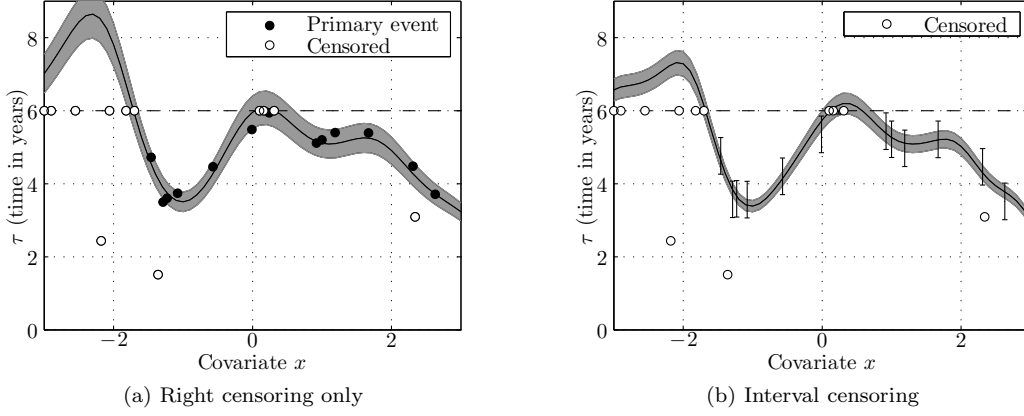 Primary event
Censored
8
6
4
2
0
τ (time in years)
−2
0
2
Covariate x
(a) Right censoring only
Censored
8
6
4
2
0
τ (time in years)
−2
0
2
Covariate x
(b) Interval censoring